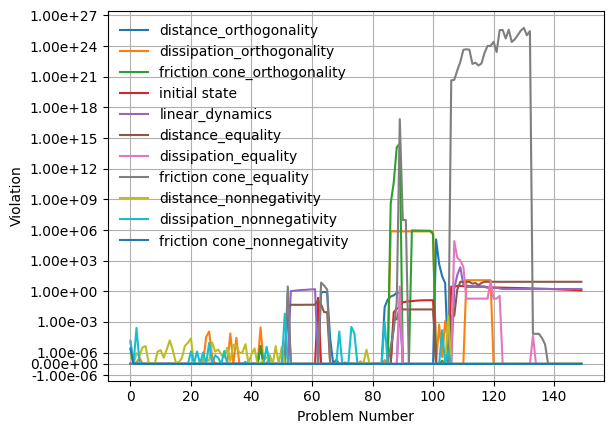 1.00e+27
1.00e+24
1.00e+21
1.00e+18
1.00e+15
1.00e+12
1.00e+09
1.00e+06
1.00e+03
1.00e+00
1.00e-03
1.00e-06
0.00e+00
-1.00e-06
Violation
distance_orthogonality
dissipation_orthogonality
friction cone_orthogonality
initial state
linear_dynamics
distance_equality
dissipation_equality
friction cone_equality
distance_nonnegativity
dissipation_nonnegativity
friction cone_nonnegativity
0 20 40 60 80 100 120 140
Problem Number